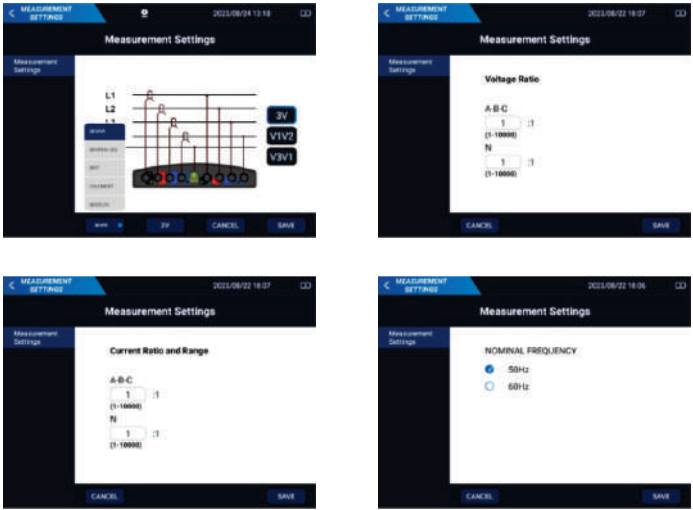 MEASUREMENT
SETTINGS
2023/08/24 13:18
Measurement Settings
Measurement
Settings
L1
L2
L3
3V
V1V2
V3V1
3V
CANCEL
SAVE
MEASUREMENT
SETTINGS
2023/08/22 18:07
Measurement Settings
Measurement
Settings
Voltage Ratio
A-B-C
1 :1
(1-10000)
N
1 :1
(1-10000)
CANCEL
SAVE
MEASUREMENT
SETTINGS
2023/08/22 18:07
Measurement Settings
Measurement
Settings
Current Ratio and Range
A-B-C
1 :1
(1-10000)
N
1 :1
(1-10000)
CANCEL
SAVE
MEASUREMENT
SETTINGS
2023/08/22 18:06
Measurement Settings
Measurement
Settings
NOMINAL FREQUENCY
50Hz
60Hz
CANCEL
SAVE